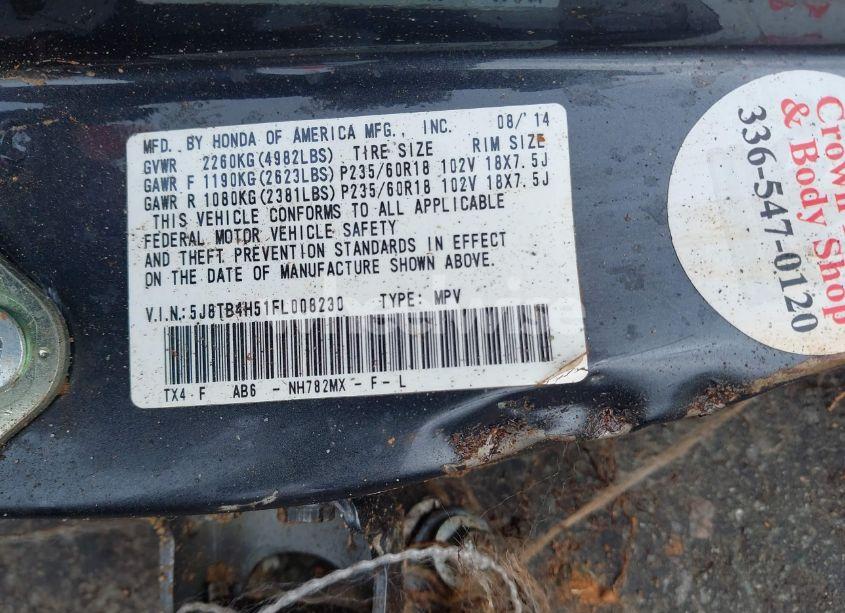 MFD. BY HONDA OF AMERICA MFG., INC. 08/'14
GVWR 2260KG(4982LBS) TIRE SIZE RIM SIZE
GAWR F 1190KG(2623LBS) P235/60R18 102V 18X7.5J
GAWR R 1080KG(2381LBS) P235/60R18 102V 18X7.5J
THIS VEHICLE CONFORMS TO ALL APPLICABLE
FEDERAL MOTOR VEHICLE SAFETY
AND THEFT PREVENTION STANDARDS IN EFFECT
ON THE DATE OF MANUFACTURE SHOWN ABOVE.
V.I.N.:5J8TB4H51FL008230 TYPE: MPV
TX4 F AB6 - NH782MX - F - L
Crown
& Body Shop
336-547-0120